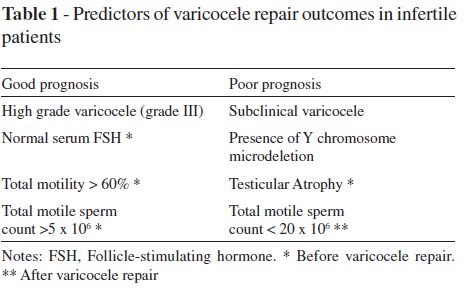 Table 1 - Predictors of varicocele repair outcomes in infertile
patients
Good prognosis Poor prognosis
High grade varicocele (grade III) Subclinical varicocele
Normal serum FSH * Presence of Y chromosome
microdeletion
Total motility > 60% * Testicular Atrophy *
Total motile sperm Total motile sperm
count >5 x 10⁶ * count < 20 x 10⁶ **
Notes: FSH, Follicle-stimulating hormone. * Before varicocele repair.
** After varicocele repair